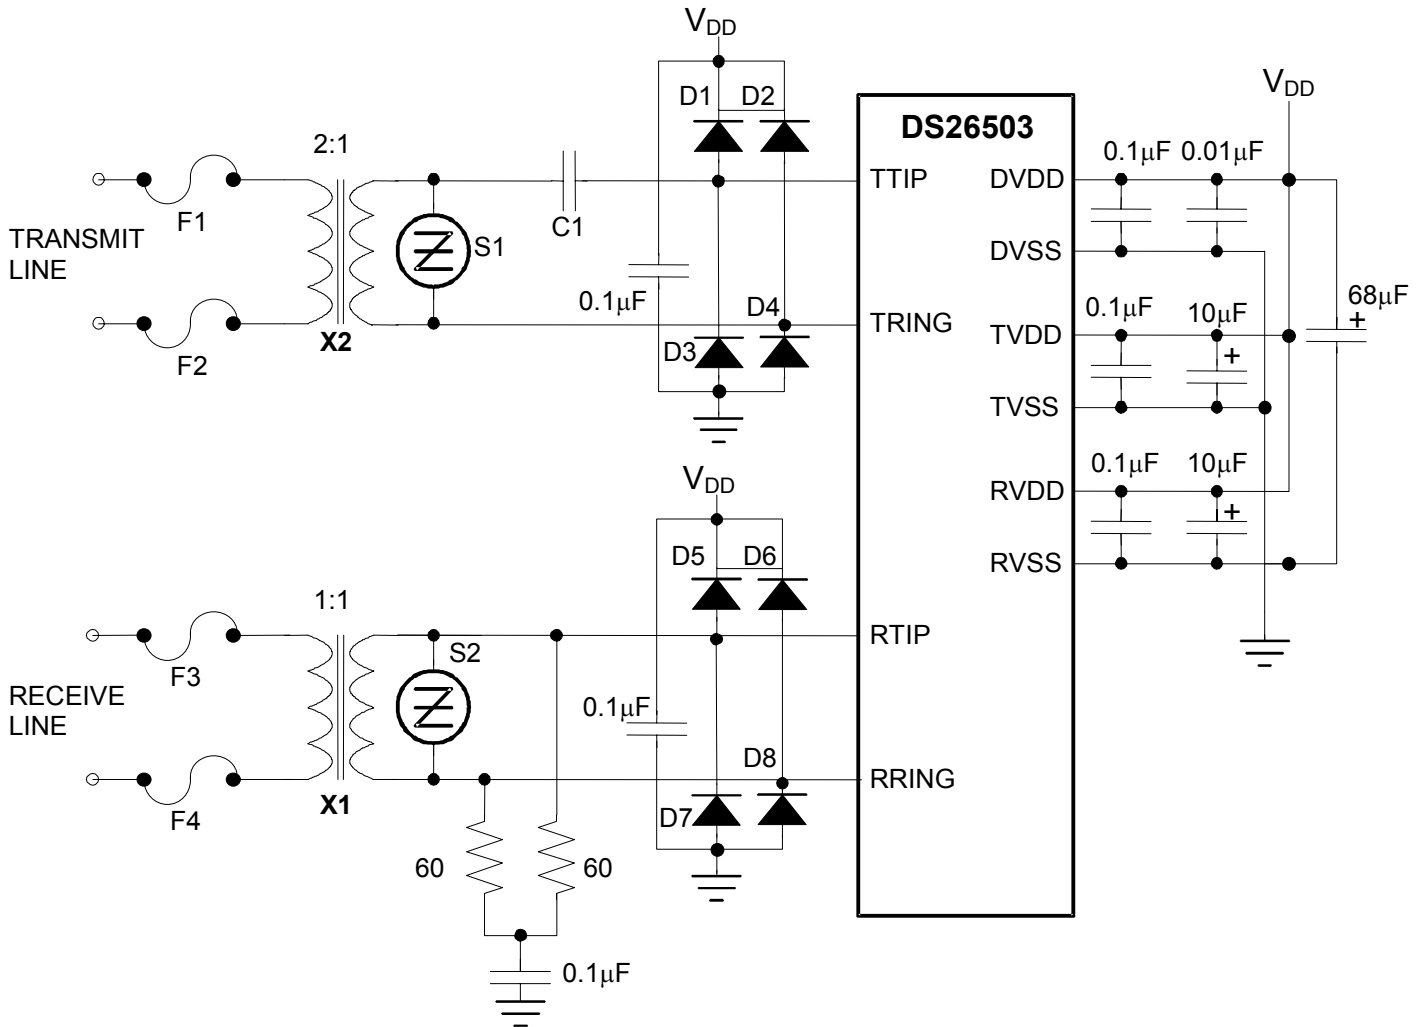 VDD
VDD
D1 D2
DS26503
2:1
0.1μF 0.01μF
TTIP DVDD
F1
C1
TRANSMIT
LINE
S1
DVSS
0.1μF
D4
0.1μF 10μF
68μF
+
TRING TVDD
X2
D3
F2
+
TVSS
VDD
0.1μF 10μF
RVDD
+
D5 D6
RVSS
1:1
RTIP
S2
F3
RECEIVE
LINE
0.1μF
D8
RRING
X1
D7
F4
60 60
0.1μF